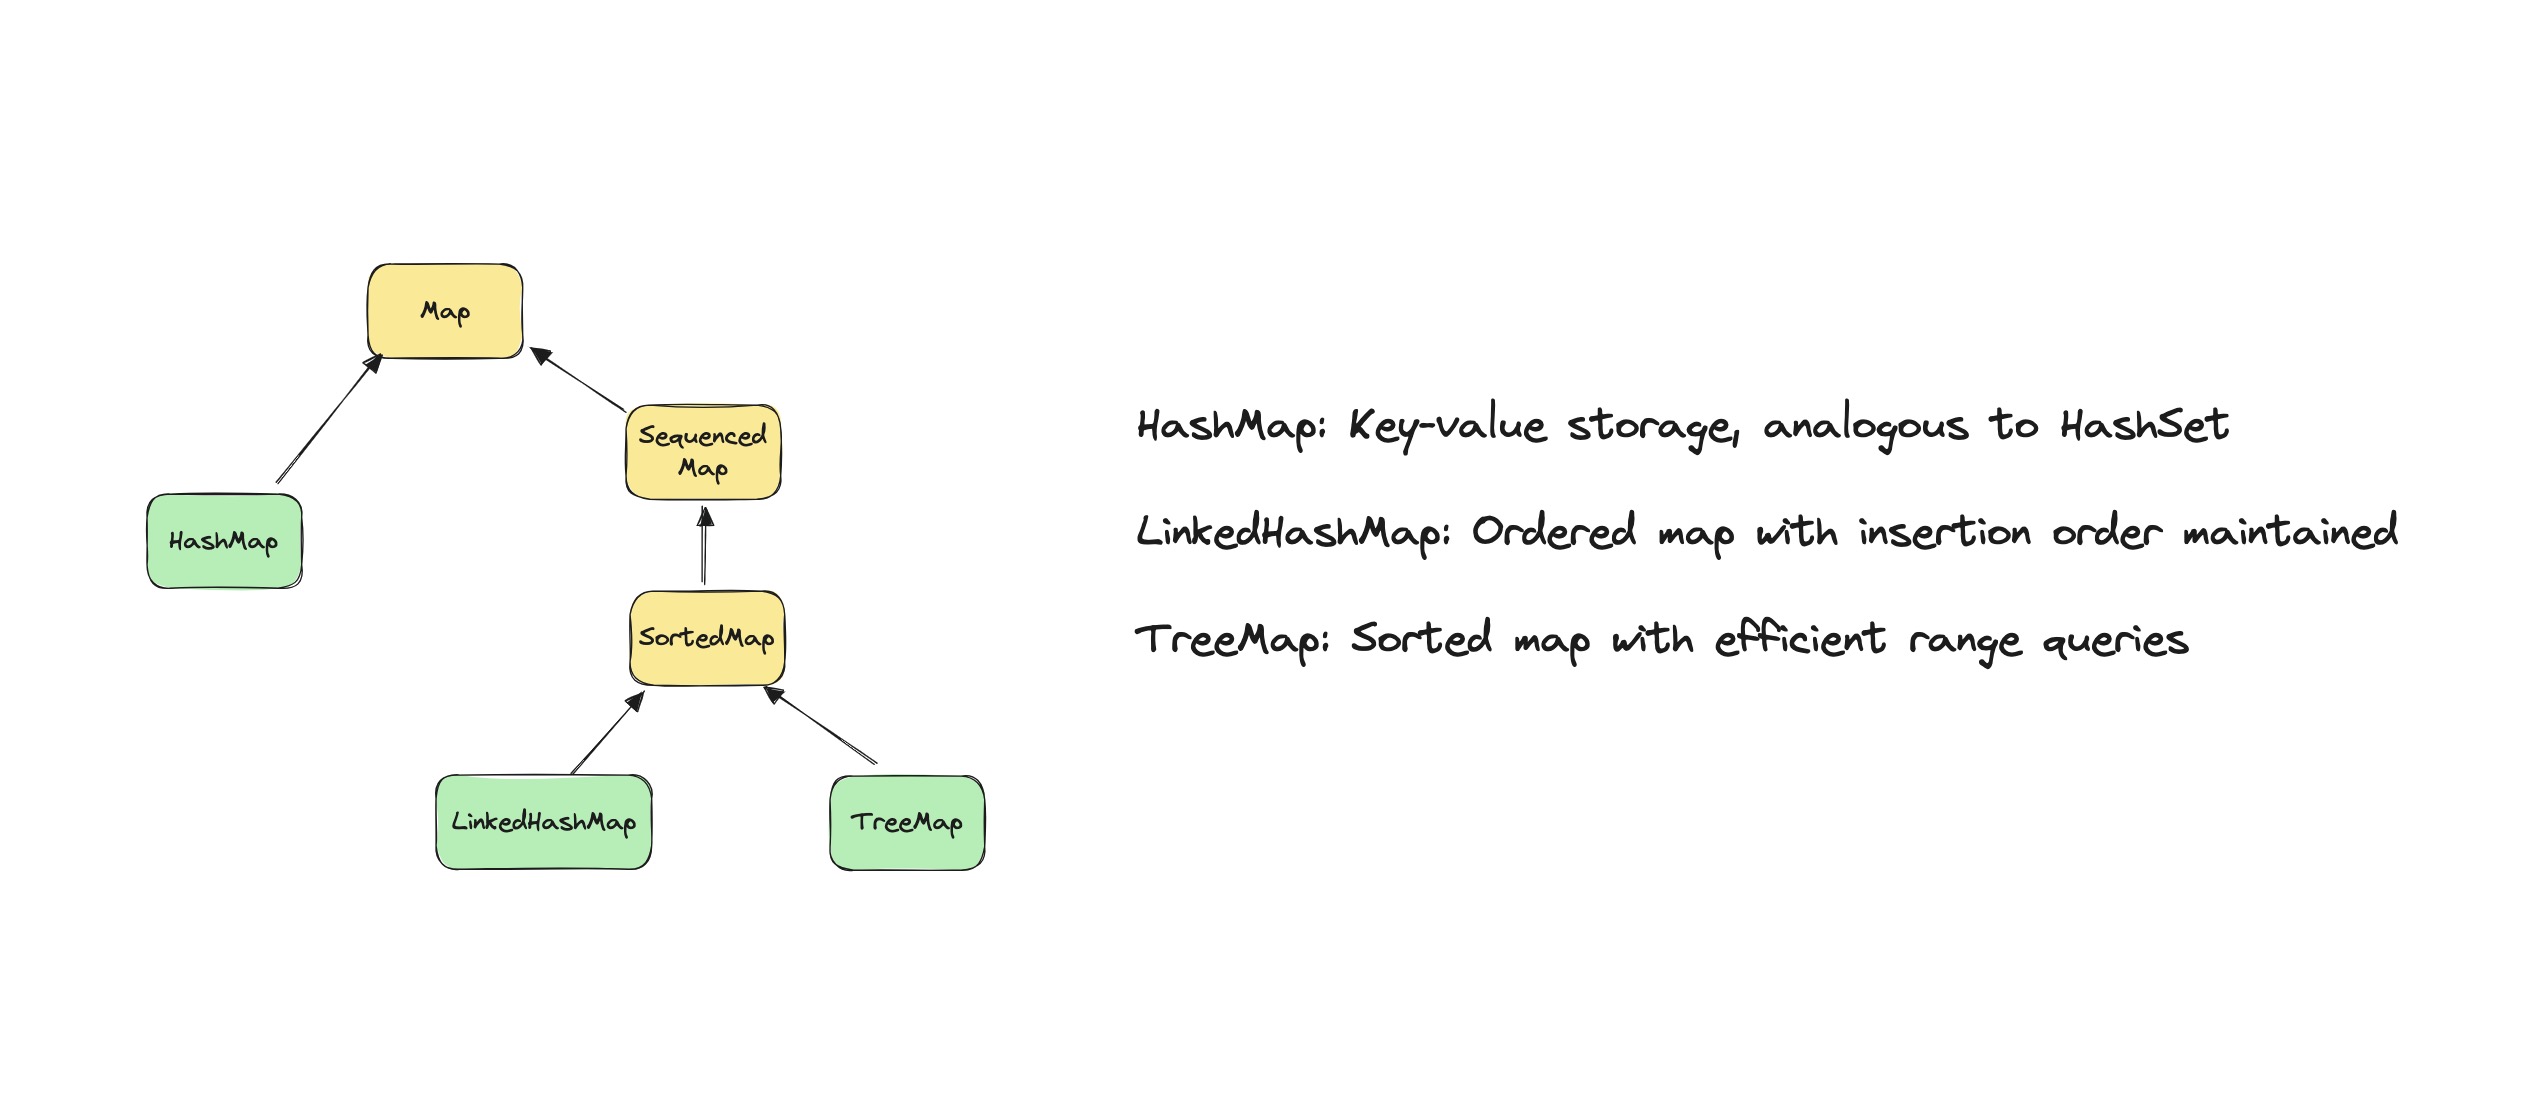 Map
Sequenced
Map
HashMap
SortedMap
LinkedHashMap
TreeMap
HashMap: Key-value storage, analogous to HashSet
LinkedHashMap: Ordered map with insertion order maintained
TreeMap: Sorted map with efficient range queries